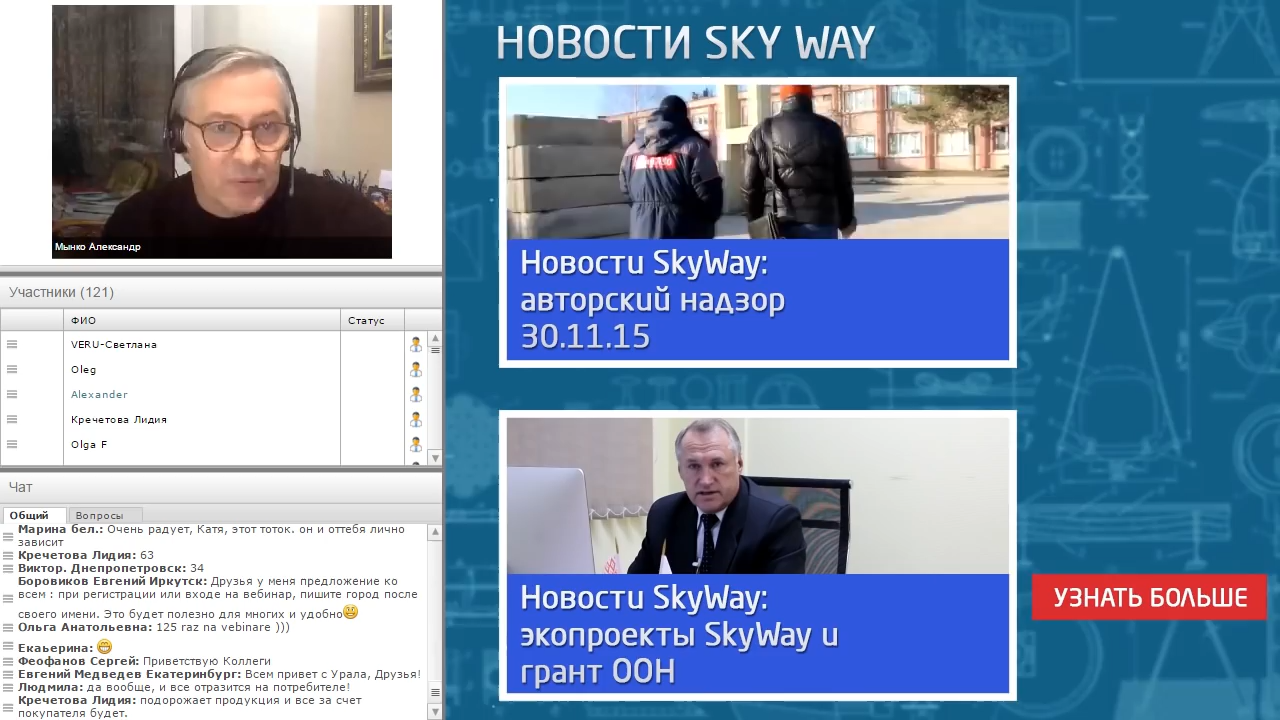 Мынко Александр
Участники (121)
ФИО
Статус
VERU-Светлана
Oleg
Alexander
Кречетова Лидия
Olga F
Чат
Общий
Вопросы
Марина бел.: Очень радует, Катя, этот тоток. он и оттебя лично
зависит
Кречетова Лидия: 63
Виктор. Днепропетровск: 34
Боровиков Евгений Иркутск: Друзья у меня предложение ко
всем : при регистрации или входе на вебинар, пишите город после
своего имени. Это будет полезно для многих и удобно
Ольга Анатольевна: 125 raz na vebinare )))
Екаьерина:
Феофанов Сергей: Приветствую Коллеги
Евгений Медведев Екатеринбург: Всем привет с Урала, Друзья!
Людмила: да вообще, и все отразится на потребителе!
Кречетова Лидия: подорожает продукция и все за счет
покупателя будет.
НОВОСТИ SKY WAY
Новости SkyWay:
авторский надзор
30.11.15
Новости SkyWay:
экопроекты SkyWay и
грант ООН
УЗНАТЬ БОЛЬШЕ